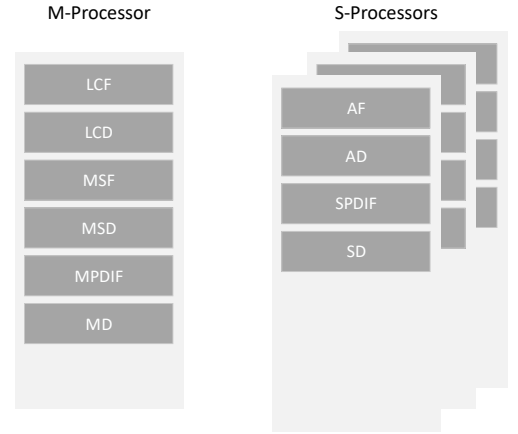 M-Processor
LCF
LCD
MSF
MSD
MPDIF
MD
S-Processors
AF
AD
SPDIF
SD